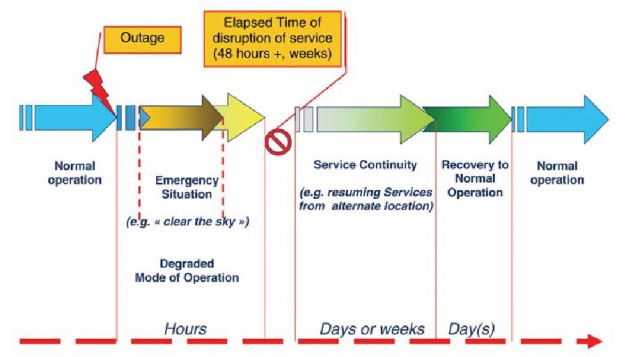 Outage
Elapsed Time of
disruption of service
(48 hours +, weeks)
Normal
operation
Emergency
Situation
(e.g. « clear the sky »)
Degraded
Mode of Operation
Service Continuity
(e.g. resuming Services
from alternate location)
Recovery to
Normal
Operation
Normal
operation
Hours
Days or weeks
Day(s)